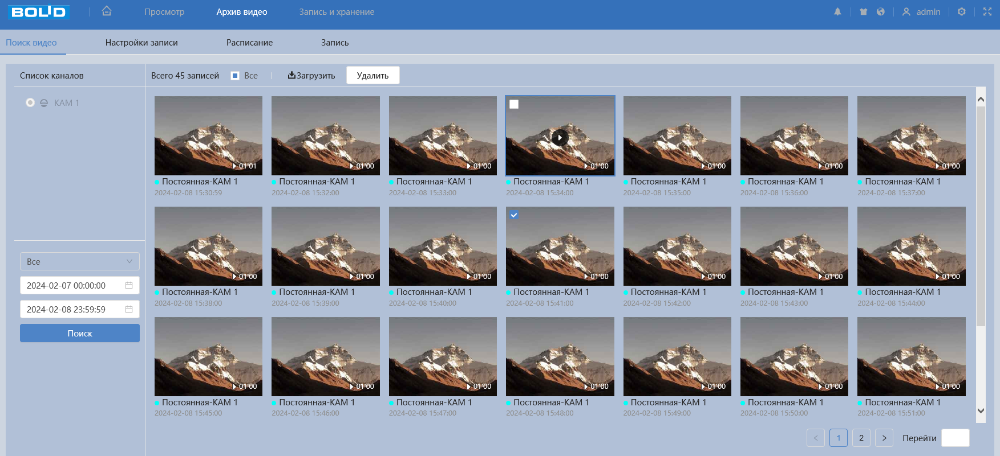 BOLID
Просмотр
Архив видео
Запись и хранение
admin
Поиск видео
Настройки записи
Расписание
Запись
Список каналов
Всего 45 записей
Все
Загрузить
Удалить
КАМ 1
01'01
01'00
01'00
01'00
01'00
01'00
01'00
Постоянная-КАМ 1
Постоянная-КАМ 1
Постоянная-КАМ 1
Постоянная-КАМ 1
Постоянная-КАМ 1
Постоянная-КАМ 1
Постоянная-КАМ 1
2024-02-08 15:30:59
2024-02-08 15:32:00
2024-02-08 15:33:00
2024-02-08 15:34:00
2024-02-08 15:35:00
2024-02-08 15:36:00
2024-02-08 15:37:00
01'00
01'00
01'00
01'00
01'00
01'00
01'00
Постоянная-КАМ 1
Постоянная-КАМ 1
Постоянная-КАМ 1
Постоянная-КАМ 1
Постоянная-КАМ 1
Постоянная-КАМ 1
Постоянная-КАМ 1
2024-02-08 15:38:00
2024-02-08 15:39:00
2024-02-08 15:40:00
2024-02-08 15:41:00
2024-02-08 15:42:00
2024-02-08 15:43:00
2024-02-08 15:44:00
Все
2024-02-07 00:00:00
2024-02-08 23:59:59
Поиск
01'00
01'00
01'00
01'00
01'00
01'00
01'00
Постоянная-КАМ 1
Постоянная-КАМ 1
Постоянная-КАМ 1
Постоянная-КАМ 1
Постоянная-КАМ 1
Постоянная-КАМ 1
Постоянная-КАМ 1
2024-02-08 15:45:00
2024-02-08 15:46:00
2024-02-08 15:47:00
2024-02-08 15:48:00
2024-02-08 15:49:00
2024-02-08 15:50:00
2024-02-08 15:51:00
< 1 2 > Перейти